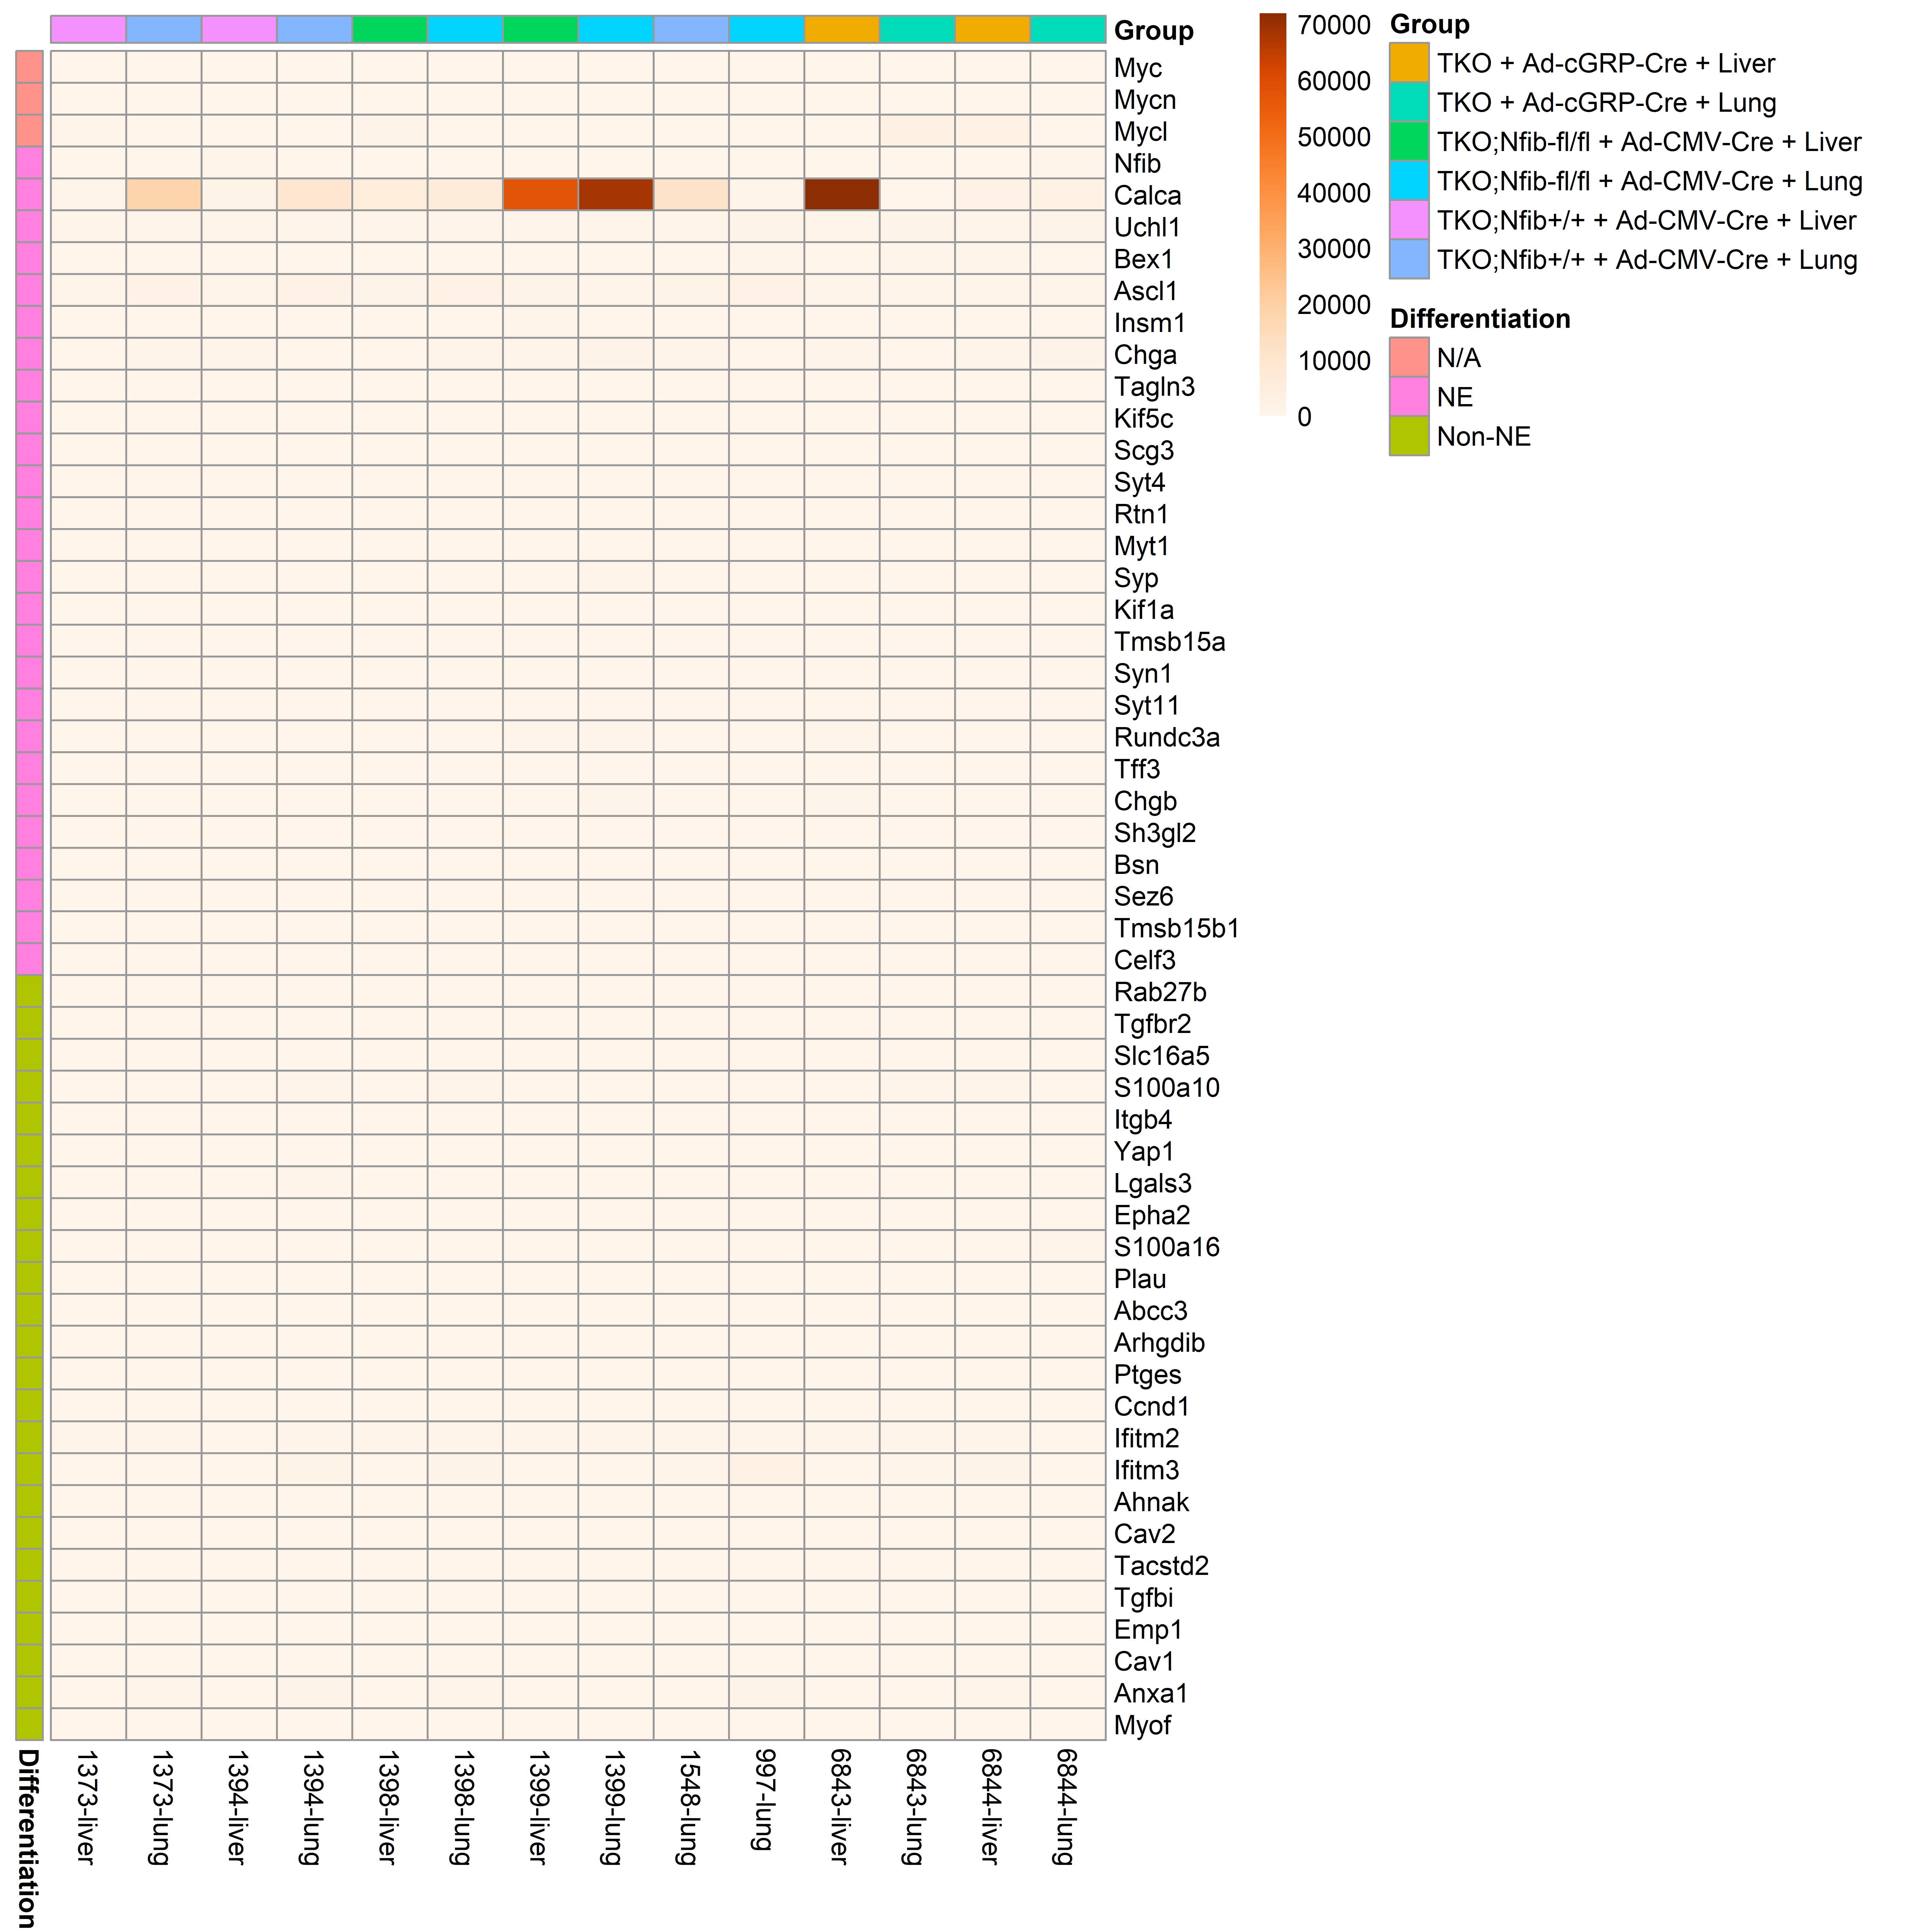 Group
Myc
Mycn
Mycl
Nfib
Calca
Uchl1
Bex1
Ascl1
Insm1
Chga
Tagln3
Kif5c
Scg3
Syt4
Rtn1
Myt1
Syp
Kif1a
Tmsb15a
Syn1
Syt11
Rundc3a
Tff3
Chgb
Sh3gl2
Bsn
Sez6
Tmsb15b1
Celf3
Rab27b
Tgfbr2
Slc16a5
S100a10
Itgb4
Yap1
Lgals3
Epha2
S100a16
Plau
Abcc3
Arhgdib
Ptges
Ccnd1
Ifitm2
Ifitm3
Ahnak
Cav2
Tacstd2
Tgfbi
Emp1
Cav1
Anxa1
Myof
Differentiation
1373-liver
1373-lung
1394-liver
1394-lung
1398-liver
1398-lung
1399-liver
1399-lung
1548-lung
997-lung
6843-liver
6843-lung
6844-liver
6844-lung
70000
60000
50000
40000
30000
20000
10000
0
Group
TKO + Ad-cGRP-Cre + Liver
TKO + Ad-cGRP-Cre + Lung
TKO;Nfib-fl/fl + Ad-CMV-Cre + Liver
TKO;Nfib-fl/fl + Ad-CMV-Cre + Lung
TKO;Nfib+/+ + Ad-CMV-Cre + Liver
TKO;Nfib+/+ + Ad-CMV-Cre + Lung
Differentiation
N/A
NE
Non-NE